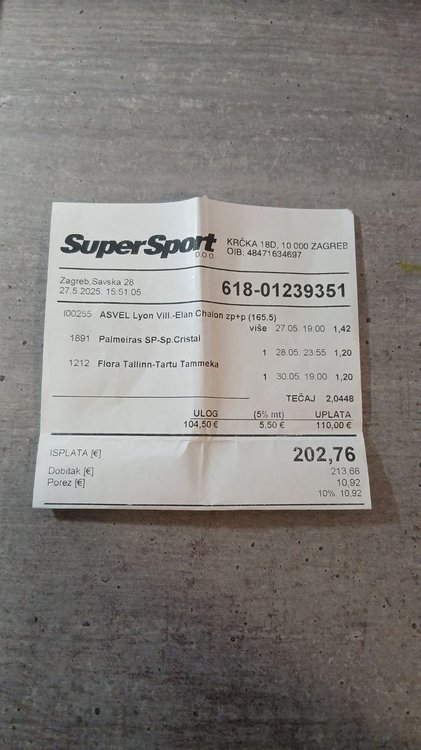 SuperSport
D.O.O.
KRČKA 18D, 10 000 ZAGREB
OIB: 48471634697
Zagreb,Savska 28
27.5.2025. 15:51:05
618-01239351
I00255 ASVEL Lyon Vill.-Elan Chalon zp+p (165.5)
više 27.05 19:00 1,42
1891 Palmeiras SP-Sp.Cristal
1 28.05 23:55 1,20
1212 Flora Tallinn-Tartu Tammeka
1 30.05 19:00 1,20
TEČAJ 2,0448
ULOG (5% mt) UPLATA
104,50 € 5,50 € 110,00 €
ISPLATA [€] 202,76
Dobitak [€] 213,68
Porez [€] 10,92
10% 10,92